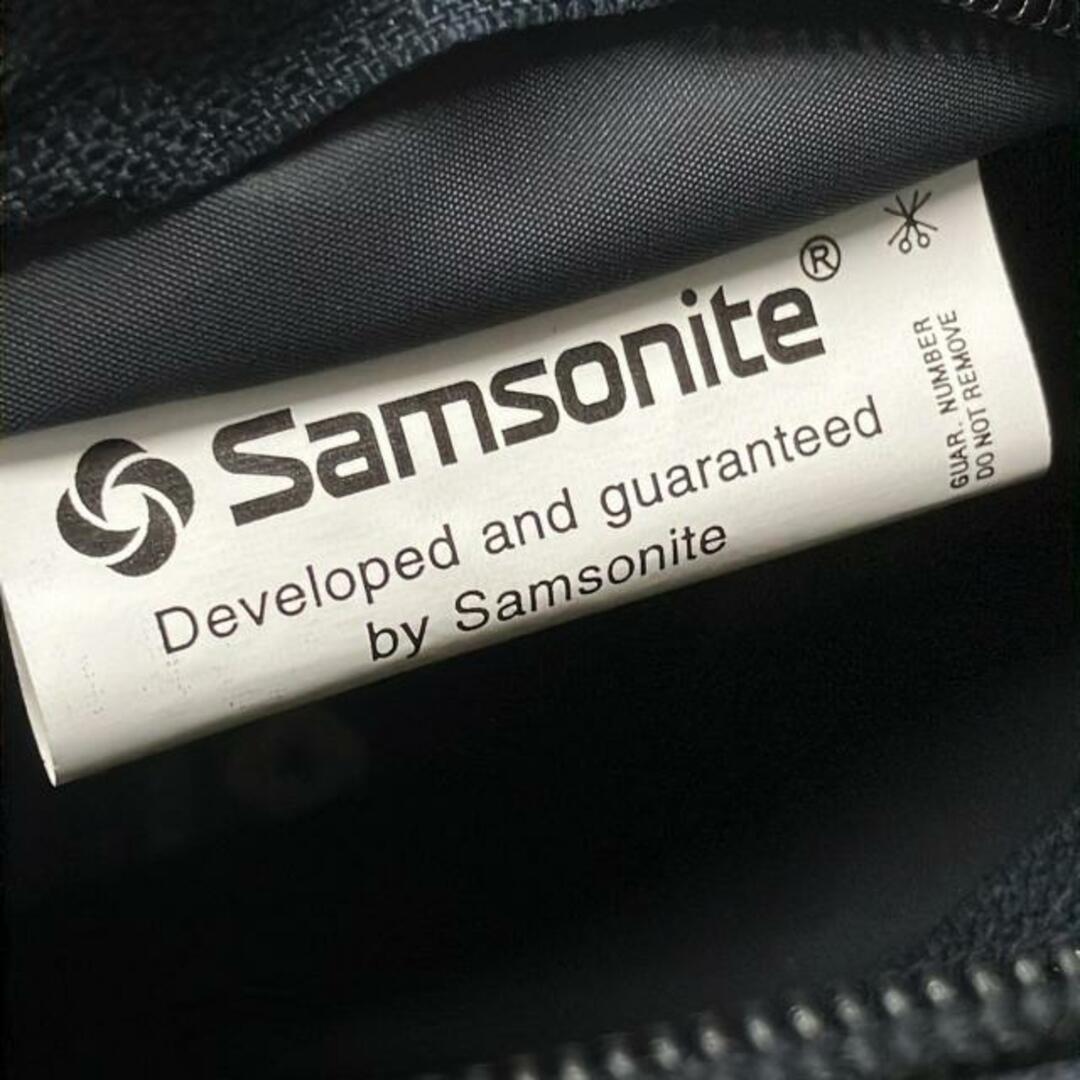 Samsonite®
Developed and guaranteed
by Samsonite
GUAR. NUMBER
DO NOT REMOVE